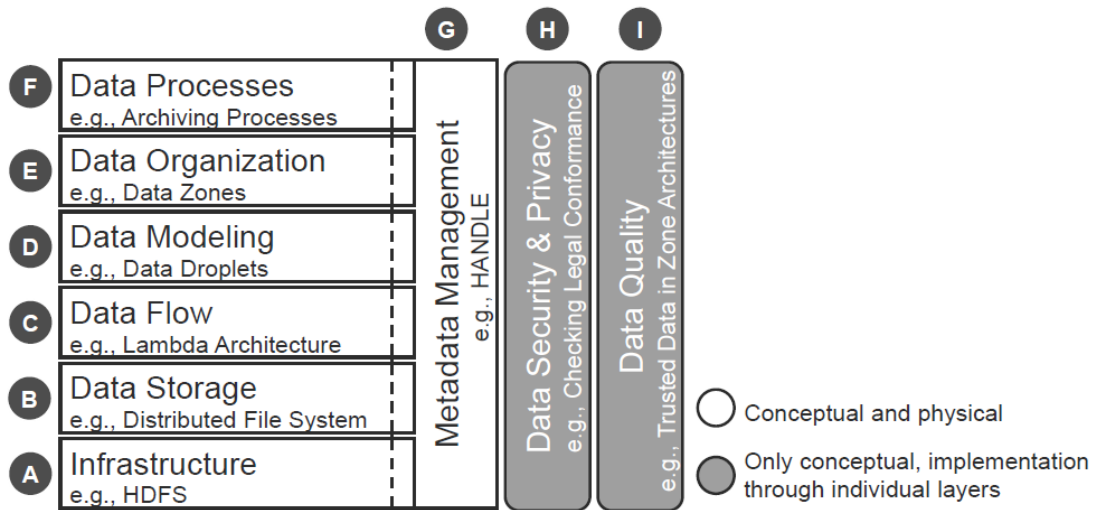 G
H
I
F
Data Processes
e.g., Archiving Processes
E
Data Organization
e.g., Data Zones
D
Data Modeling
e.g., Data Droplets
C
Data Flow
e.g., Lambda Architecture
B
Data Storage
e.g., Distributed File System
A
Infrastructure
e.g., HDFS
Metadata Management
e.g., HANDLE
Data Security & Privacy
e.g., Checking Legal Conformance
Data Quality
e.g., Trusted Data in Zone Architectures
Conceptual and physical
Only conceptual, implementation
through individual layers